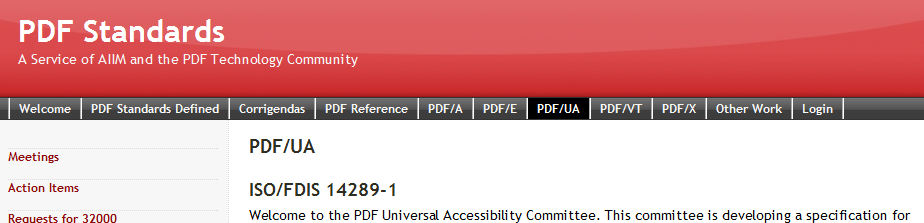 PDF Standards
A Service of AIIM and the PDF Technology Community
Welcome PDF Standards Defined Corrigendas PDF Reference PDF/A PDF/E PDF/UA PDF/VT PDF/X Other Work Login
PDF/UA
Meetings
Action Items
Requests for 32000
ISO/FDIS 14289-1
Welcome to the PDF Universal Accessibility Committee. This committee is developing a specification for